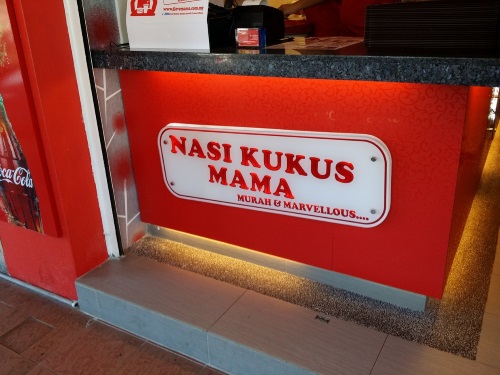 NASI KUKUS
MAMA
MURAH & MARVELLOUS....
Coca-Cola